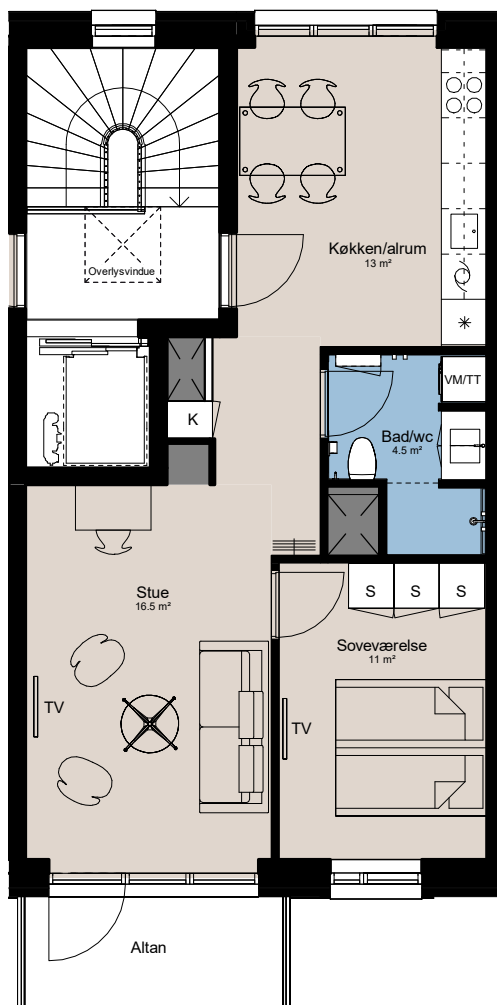 Overlysvindue
Køkken/alrum
13 m²
K
VM/TT
Bad/wc
4.5 m²
Stue
16.5 m²
S S S
Soveværelse
11 m²
TV
TV
Altan